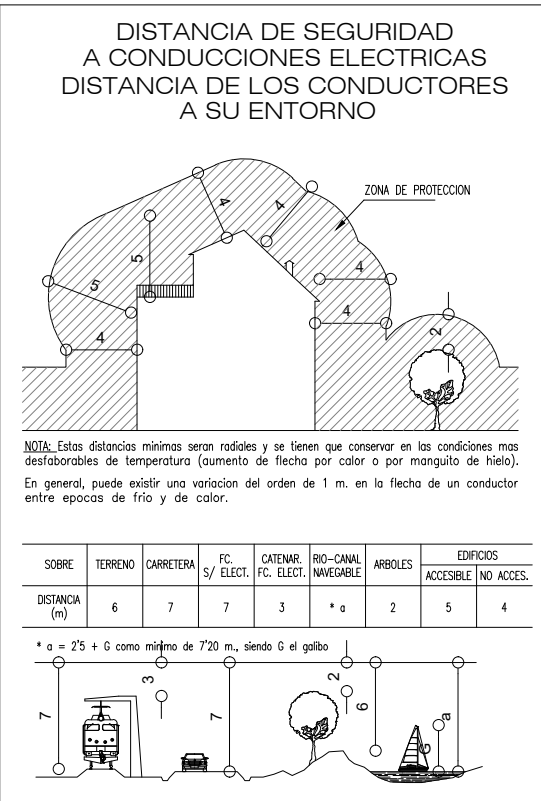 DISTANCIA DE SEGURIDAD
A CONDUCCIONES ELECTRICAS
DISTANCIA DE LOS CONDUCTORES
A SU ENTORNO
ZONA DE PROTECCION
4
4
5
5
4
4
4
2
NOTA: Estas distancias minimas seran radiales y se tienen que conservar en las condiciones mas
desfaborables de temperatura (aumento de flecha por calor o por manguito de hielo).
En general, puede existir una variacion del orden de 1 m. en la flecha de un conductor
entre epocas de frio y de calor.
SOBRE TERRENO CARRETERA FC. S/ ELECT. CATENAR. FC. ELECT. RIO-CANAL NAVEGABLE ARBOLES EDIFICIOS
ACCESIBLE NO ACCES.
DISTANCIA (m) 6 7 7 3 * a 2 5 4
* a = 2'5 + G como minimo de 7'20 m., siendo G el galibo
7
3
7
2
6
G
a